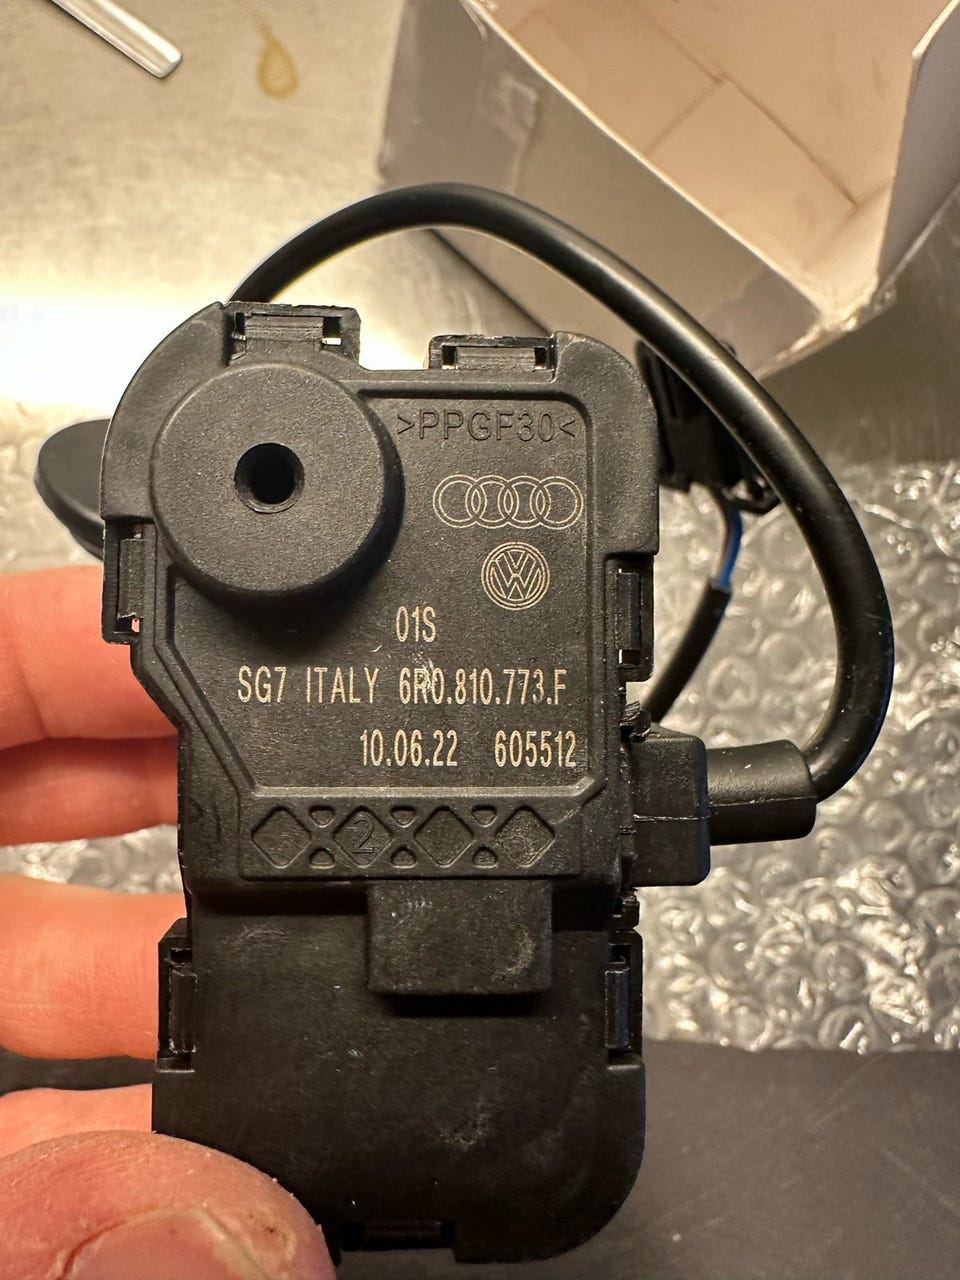 >PPGF30<
01S
SG7 ITALY 6R0.810.773.F
10.06.22 605512
2